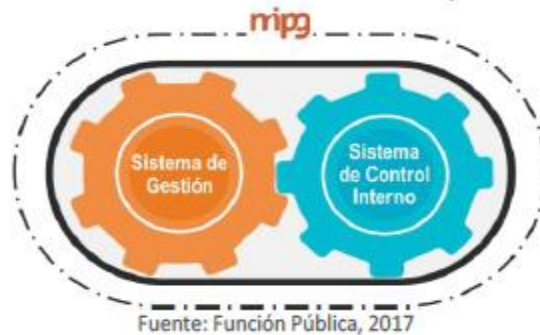 mipg
Sistema de
Gestión
Sistema
de Control
Interno
Fuente: Función Pública, 2017